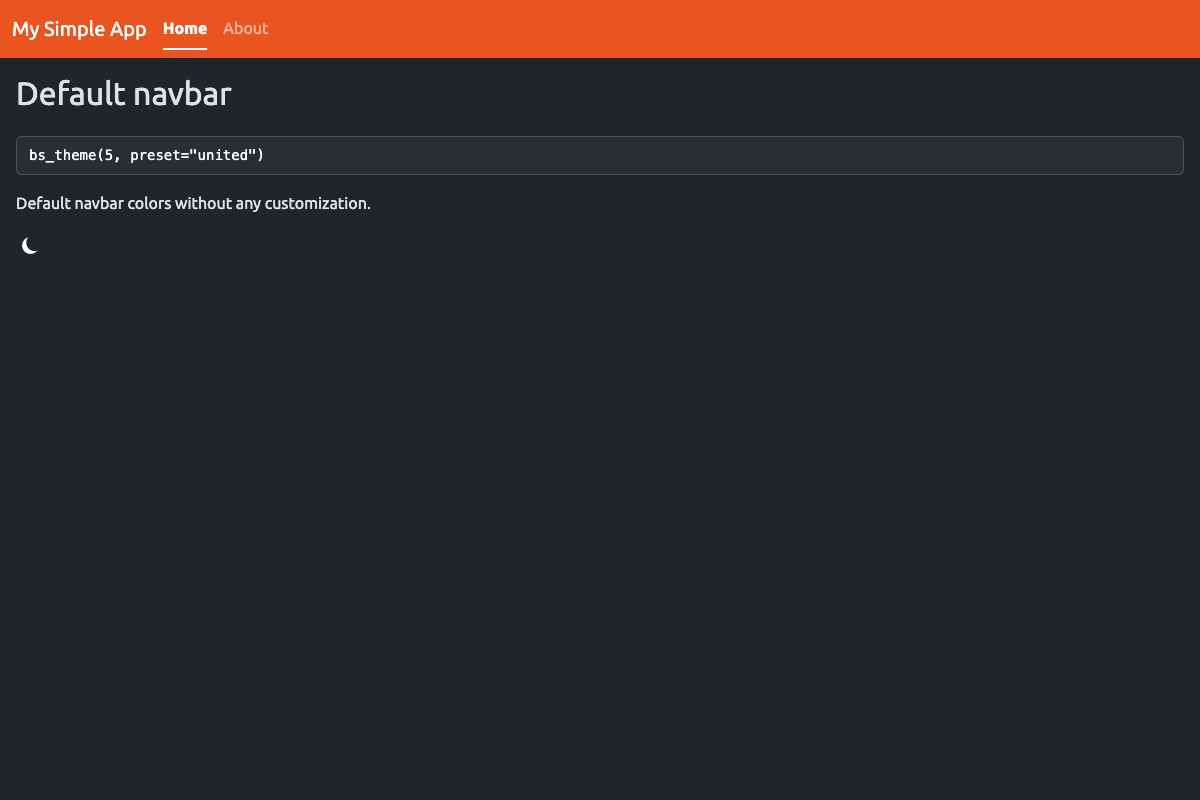 My Simple App Home About
Default navbar
bs_theme(5, preset="united")
Default navbar colors without any customization.